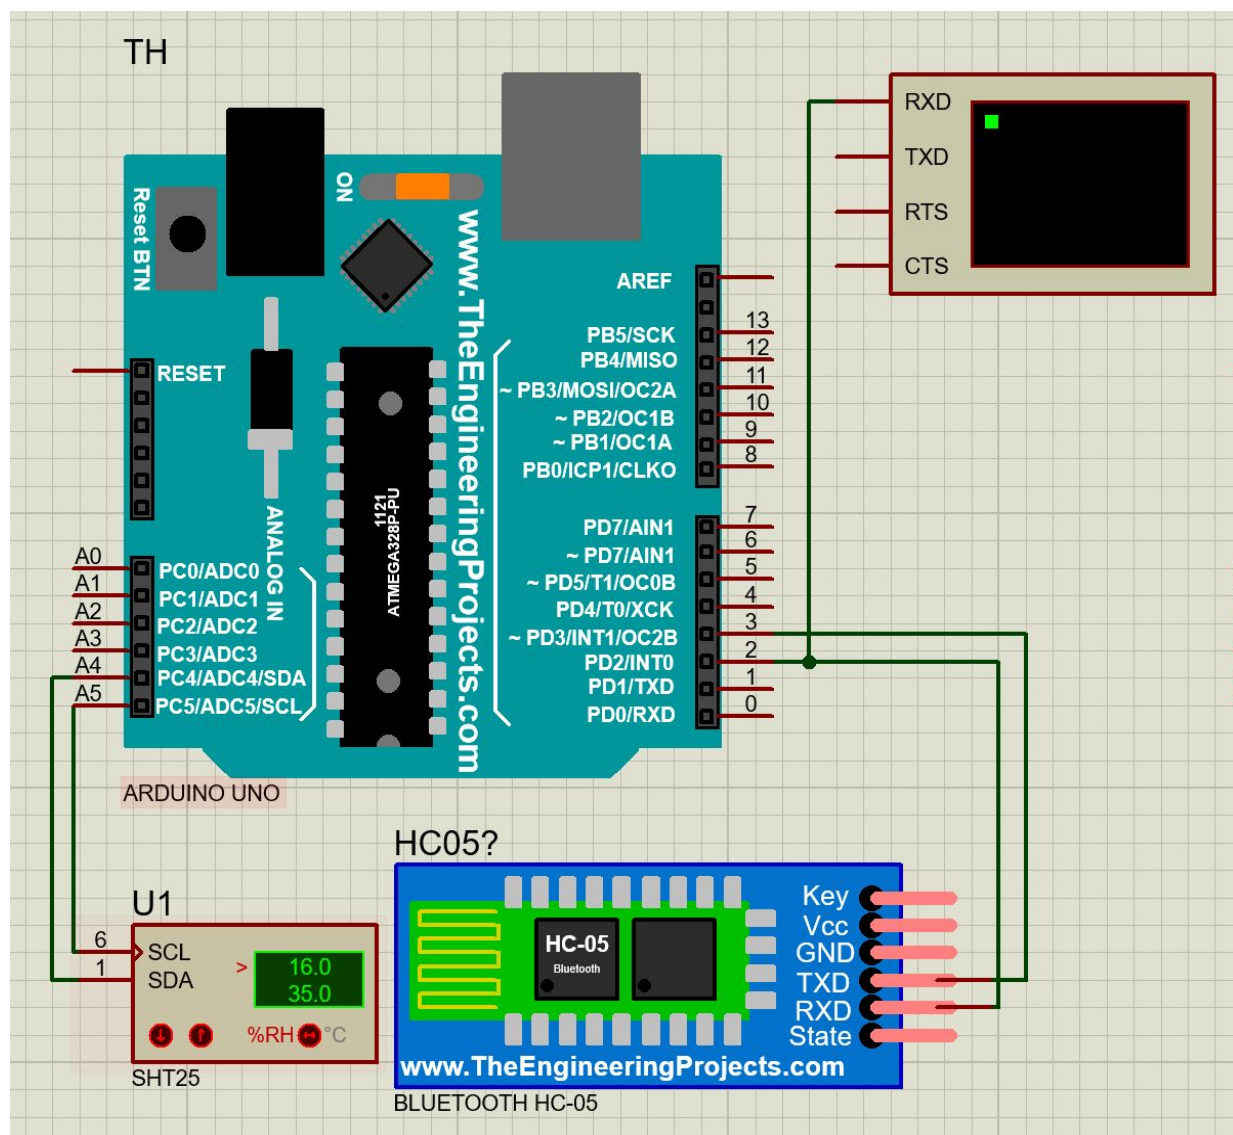 TH
RXD
TXD
RTS
CTS
Reset BTN
ON
www.TheEngineeringProjects.com
AREF
PB5/SCK 13
PB4/MISO 12
~ PB3/MOSI/OC2A 11
~ PB2/OC1B 10
~ PB1/OC1A 9
PB0/ICP1/CLKO 8
RESET
1121
ATMEGA328P-PU
ANALOG IN
PD7/AIN1 7
~ PD7/AIN1 6
~ PD5/T1/OC0B 5
PD4/T0/XCK 4
~ PD3/INT1/OC2B 3
PD2/INT0 2
PD1/TXD 1
PD0/RXD 0
A0 PC0/ADC0
A1 PC1/ADC1
A2 PC2/ADC2
A3 PC3/ADC3
A4 PC4/ADC4/SDA
A5 PC5/ADC5/SCL
ARDUINO UNO
U1
6 SCL
1 SDA
> 16.0
35.0
%RH °C
SHT25
HC05?
HC-05
Bluetooth
Key
Vcc
GND
TXD
RXD
State
www.TheEngineeringProjects.com
BLUETOOTH HC-05